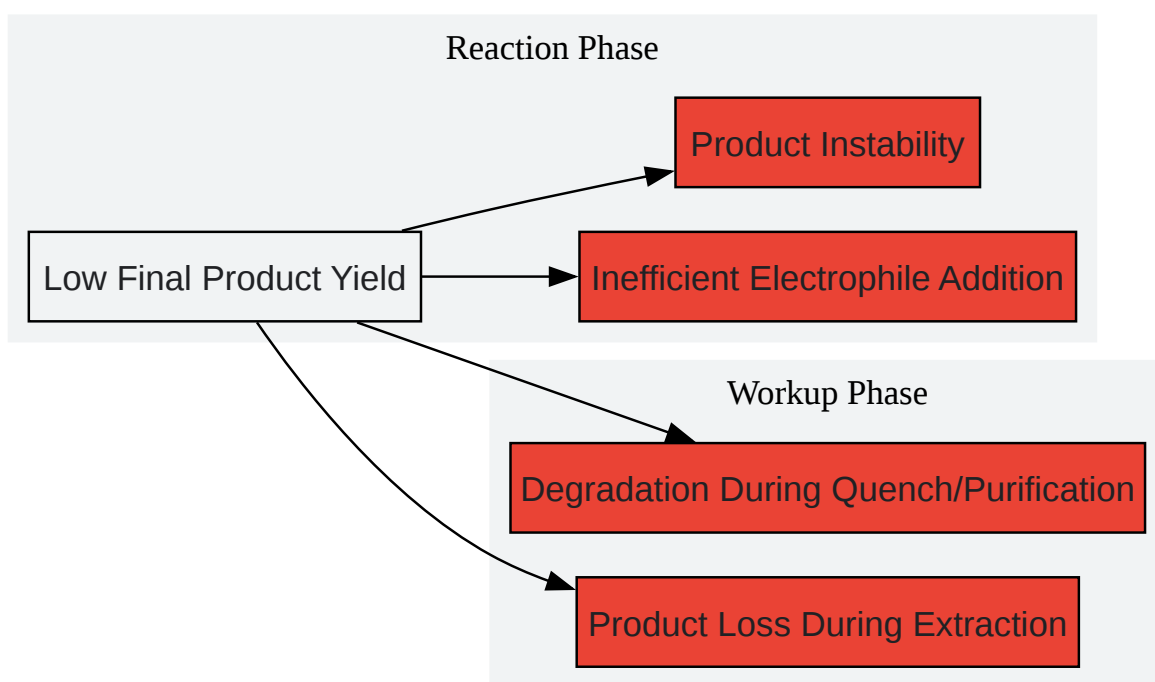 Reaction Phase
Product Instability
Low Final Product Yield
Inefficient Electrophile Addition
Workup Phase
Degradation During Quench/Purification
Product Loss During Extraction